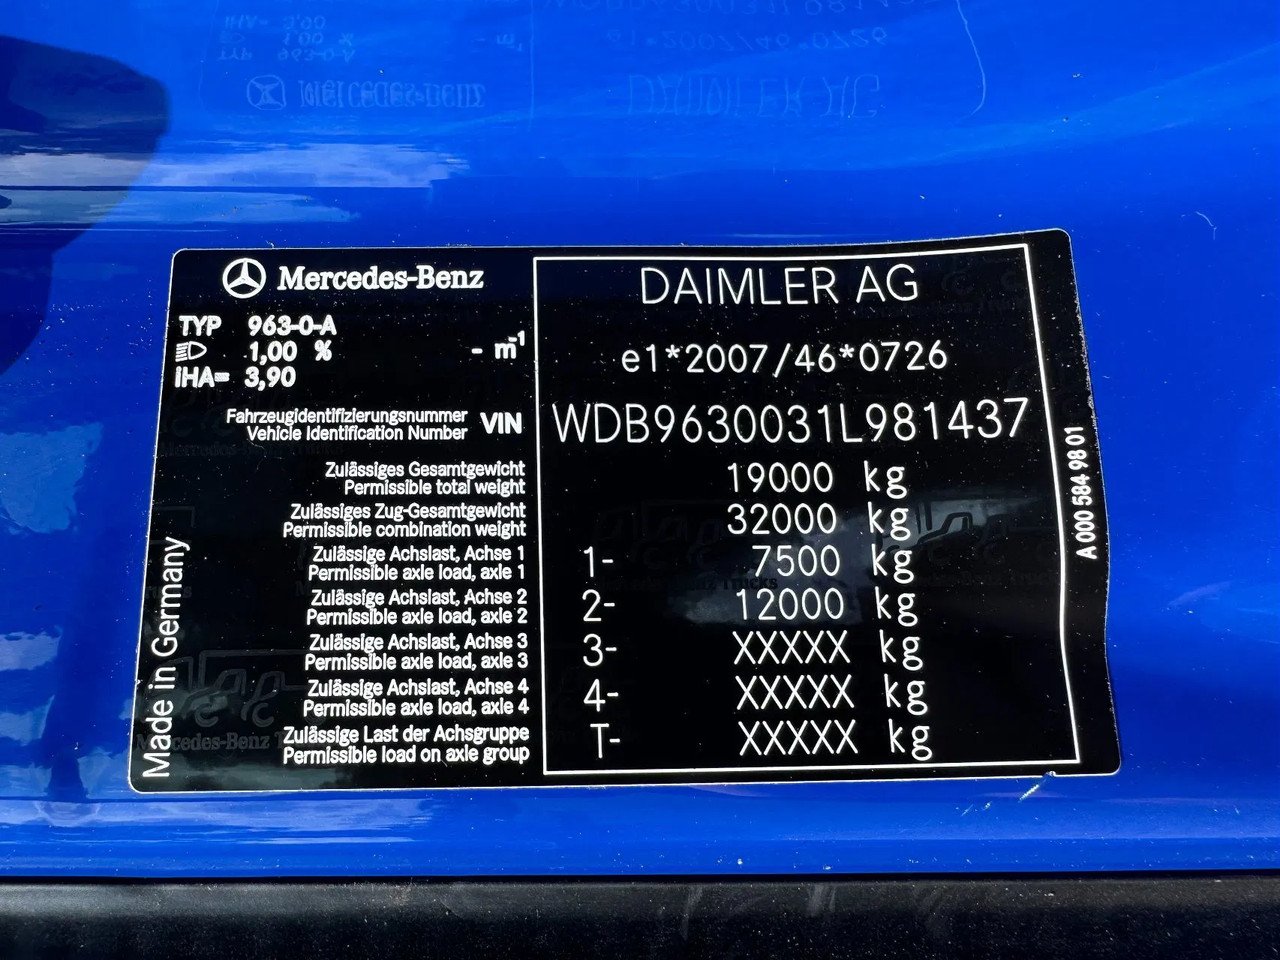 Mercedes-Benz
TYP 963-0-A
1,00 % - m-1
IHA= 3,90
Fahrzeugidentifizierungsnummer
Vehicle Identification Number
VIN
Zulässiges Gesamtgewicht
Permissible total weight
Zulässiges Zug-Gesamtgewicht
Permissible combination weight
Zulässige Achslast, Achse 1
Permissible axle load, axle 1
Zulässige Achslast, Achse 2
Permissible axle load, axle 2
Zulässige Achslast, Achse 3
Permissible axle load, axle 3
Zulässige Achslast, Achse 4
Permissible axle load, axle 4
Zulässige Last der Achsgruppe
Permissible load on axle group
Made in Germany
DAIMLER AG
e1*2007/46*0726
WDB9630031L981437
19000 kg
32000 kg
1- 7500 kg
2- 12000 kg
3- XXXXX kg
4- XXXXX kg
T- XXXXX kg
A 000 584 98 01